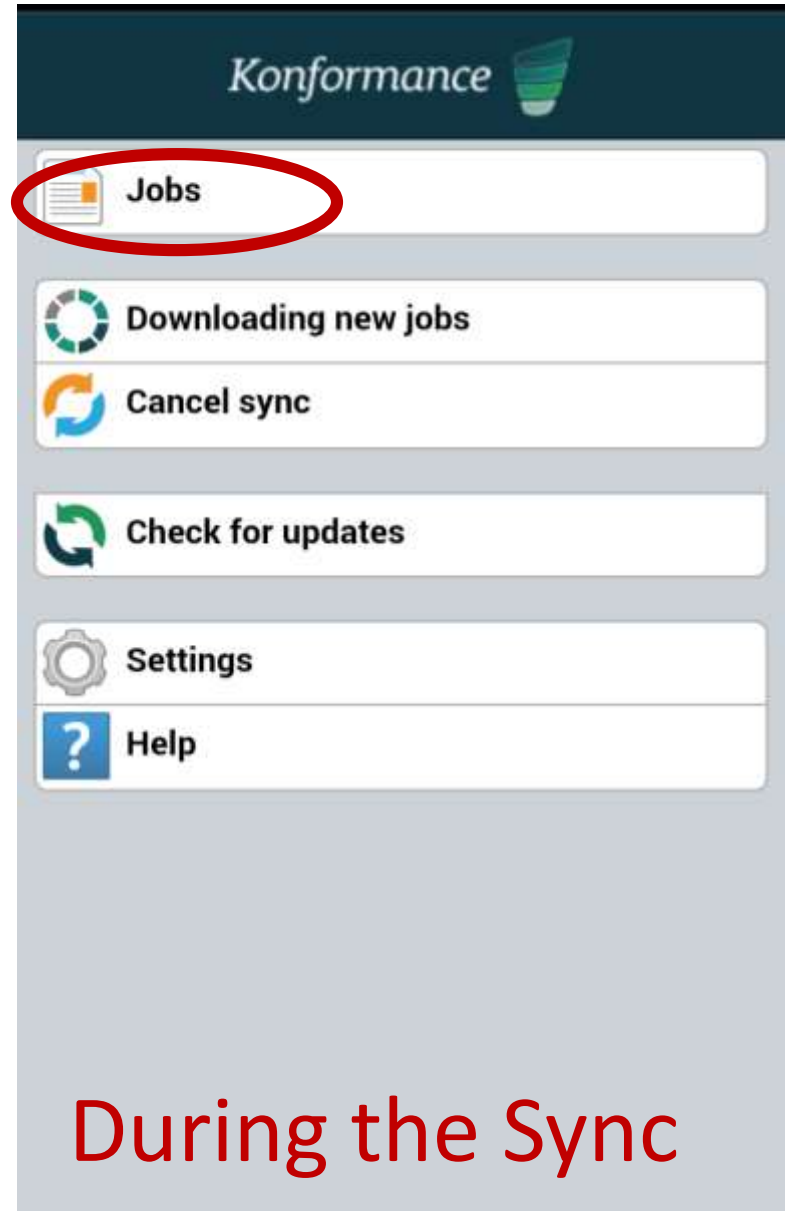 Konformance
Jobs
Downloading new jobs
Cancel sync
Check for updates
Settings
?
Help
During the Sync